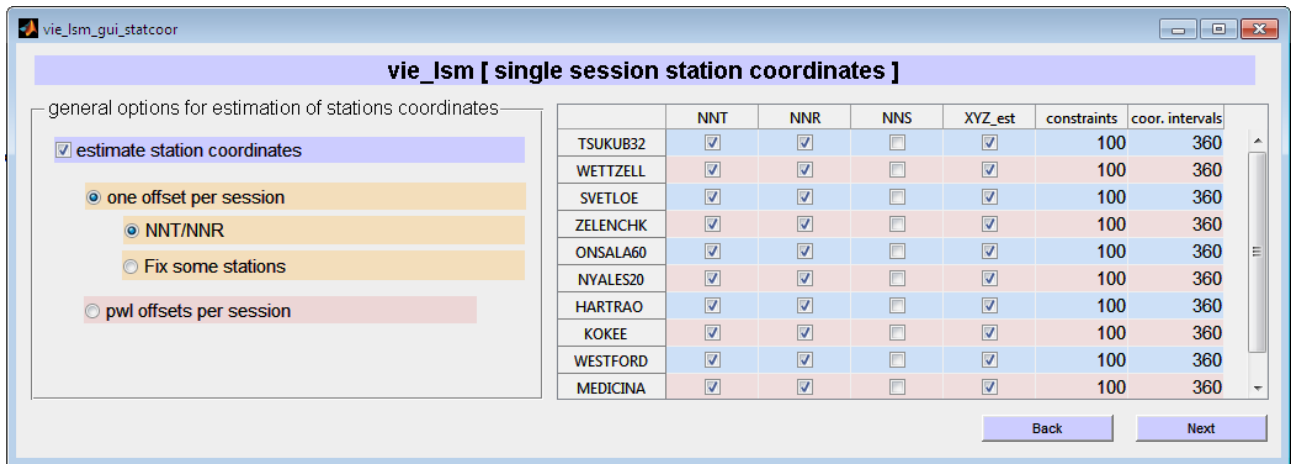 vie_lsm_gui_statcoor
vie_lsm [ single session station coordinates ]
general options for estimation of stations coordinates
estimate station coordinates
one offset per session
NNT/NNR
Fix some stations
pwl offsets per session
NNT NNR NNS XYZ_est constraints coor. intervals
TSUKUB32 100 360
WETTZELL 100 360
SVETLOE 100 360
ZELENCHK 100 360
ONSALA60 100 360
NYALES20 100 360
HARTRAO 100 360
KOKEE 100 360
WESTFORD 100 360
MEDICINA 100 360
Back Next